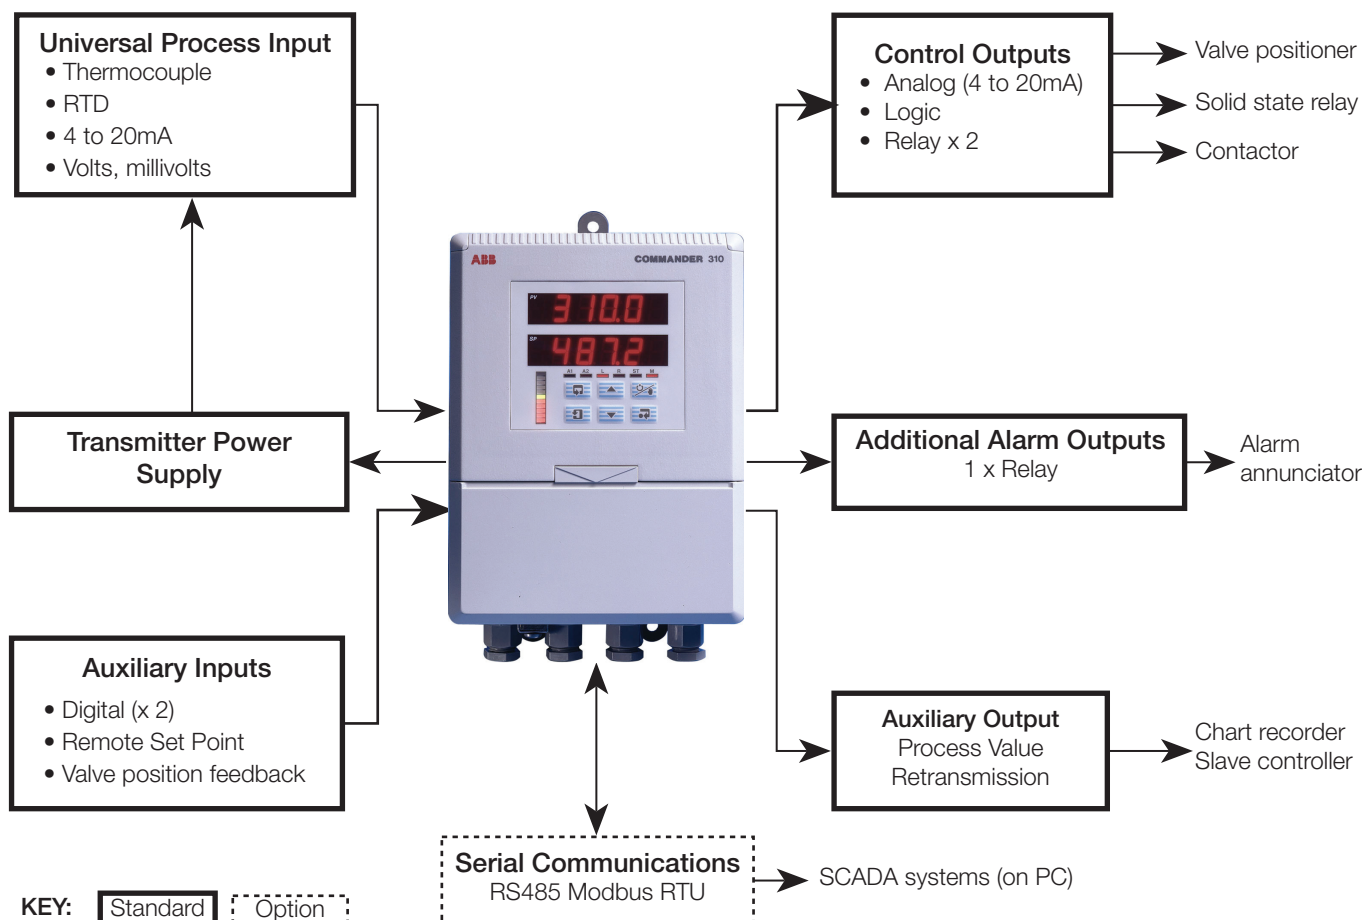 Universal Process Input
• Thermocouple
• RTD
• 4 to 20mA
• Volts, millivolts
Control Outputs
• Analog (4 to 20mA)
• Logic
• Relay x 2
Valve positioner
Solid state relay
Contactor
ABB
COMMANDER 310
PV
310.0
SP
487.2
A1 A2 L R ST M
Transmitter Power
Supply
Additional Alarm Outputs
1 x Relay
Alarm
annunciator
Auxiliary Inputs
• Digital (x 2)
• Remote Set Point
• Valve position feedback
Auxiliary Output
Process Value
Retransmission
Chart recorder
Slave controller
Serial Communications
RS485 Modbus RTU
SCADA systems (on PC)
KEY:
Standard
Option